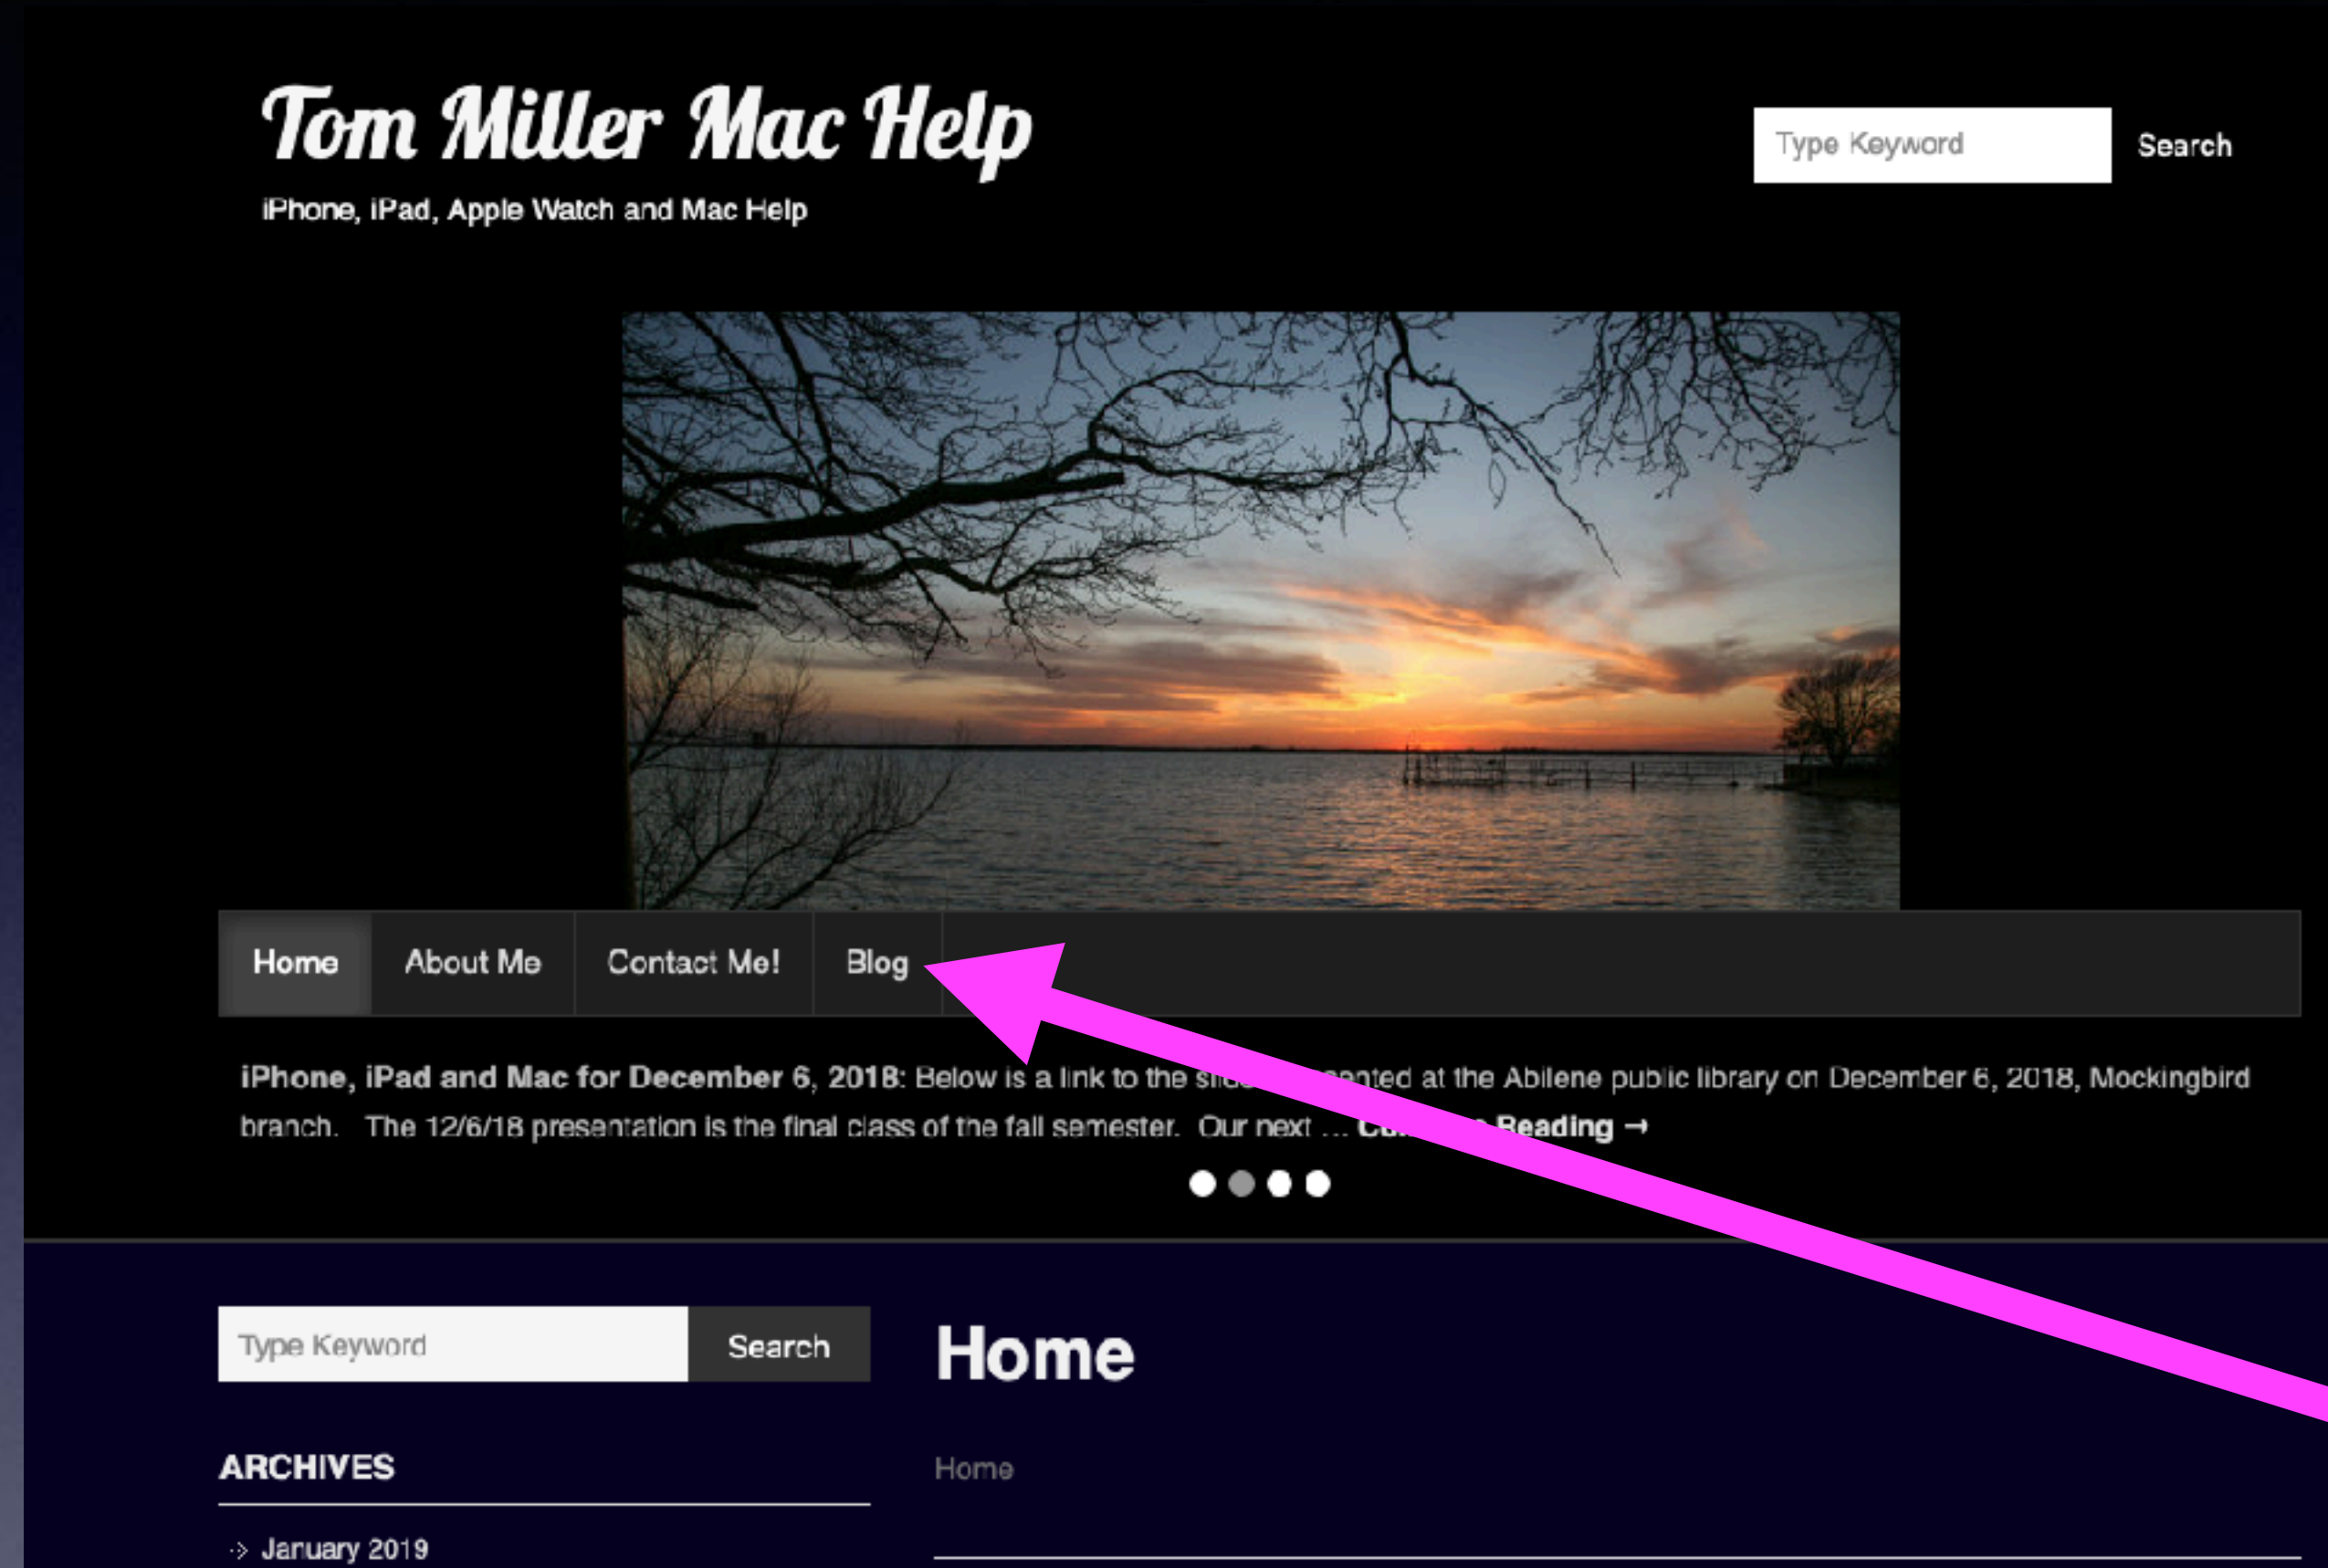 Tom Miller Mac Help
Type Keyword Search
iPhone, iPad, Apple Watch and Mac Help
Home About Me Contact Me! Blog
iPhone, iPad and Mac for December 6, 2018: Below is a link to the at the Abilene public library on December 6, 2018, Mockingbird
branch. The 12/6/18 presentation is the final class of the fall semester. Our next ... Reading →
Type Keyword Search
Home
ARCHIVES
Home
January 2019